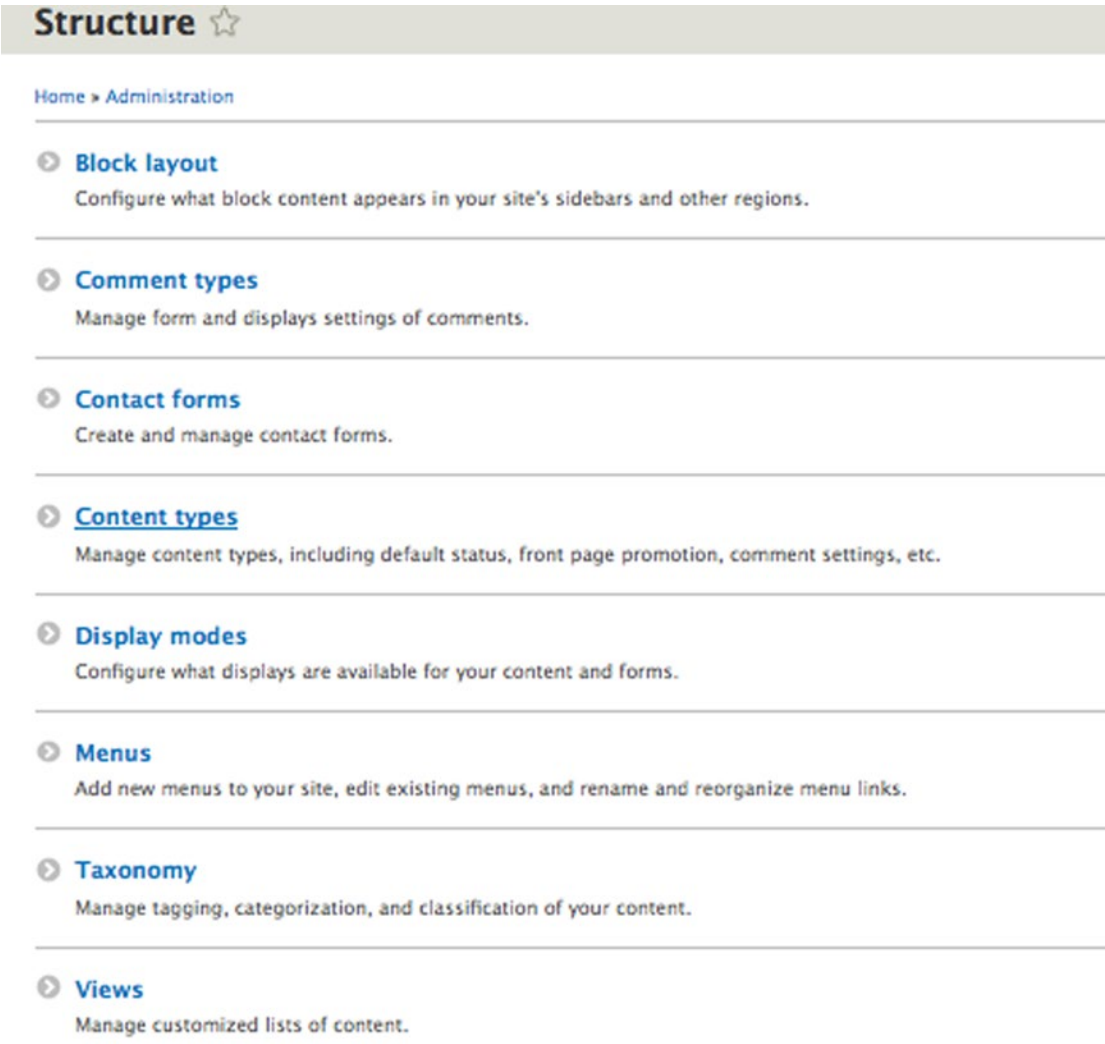 Structure
Home » Administration
Block layout
Configure what block content appears in your site's sidebars and other regions.
Comment types
Manage form and displays settings of comments.
Contact forms
Create and manage contact forms.
Content types
Manage content types, including default status, front page promotion, comment settings, etc.
Display modes
Configure what displays are available for your content and forms.
Menus
Add new menus to your site, edit existing menus, and rename and reorganize menu links.
Taxonomy
Manage tagging, categorization, and classification of your content.
Views
Manage customized lists of content.